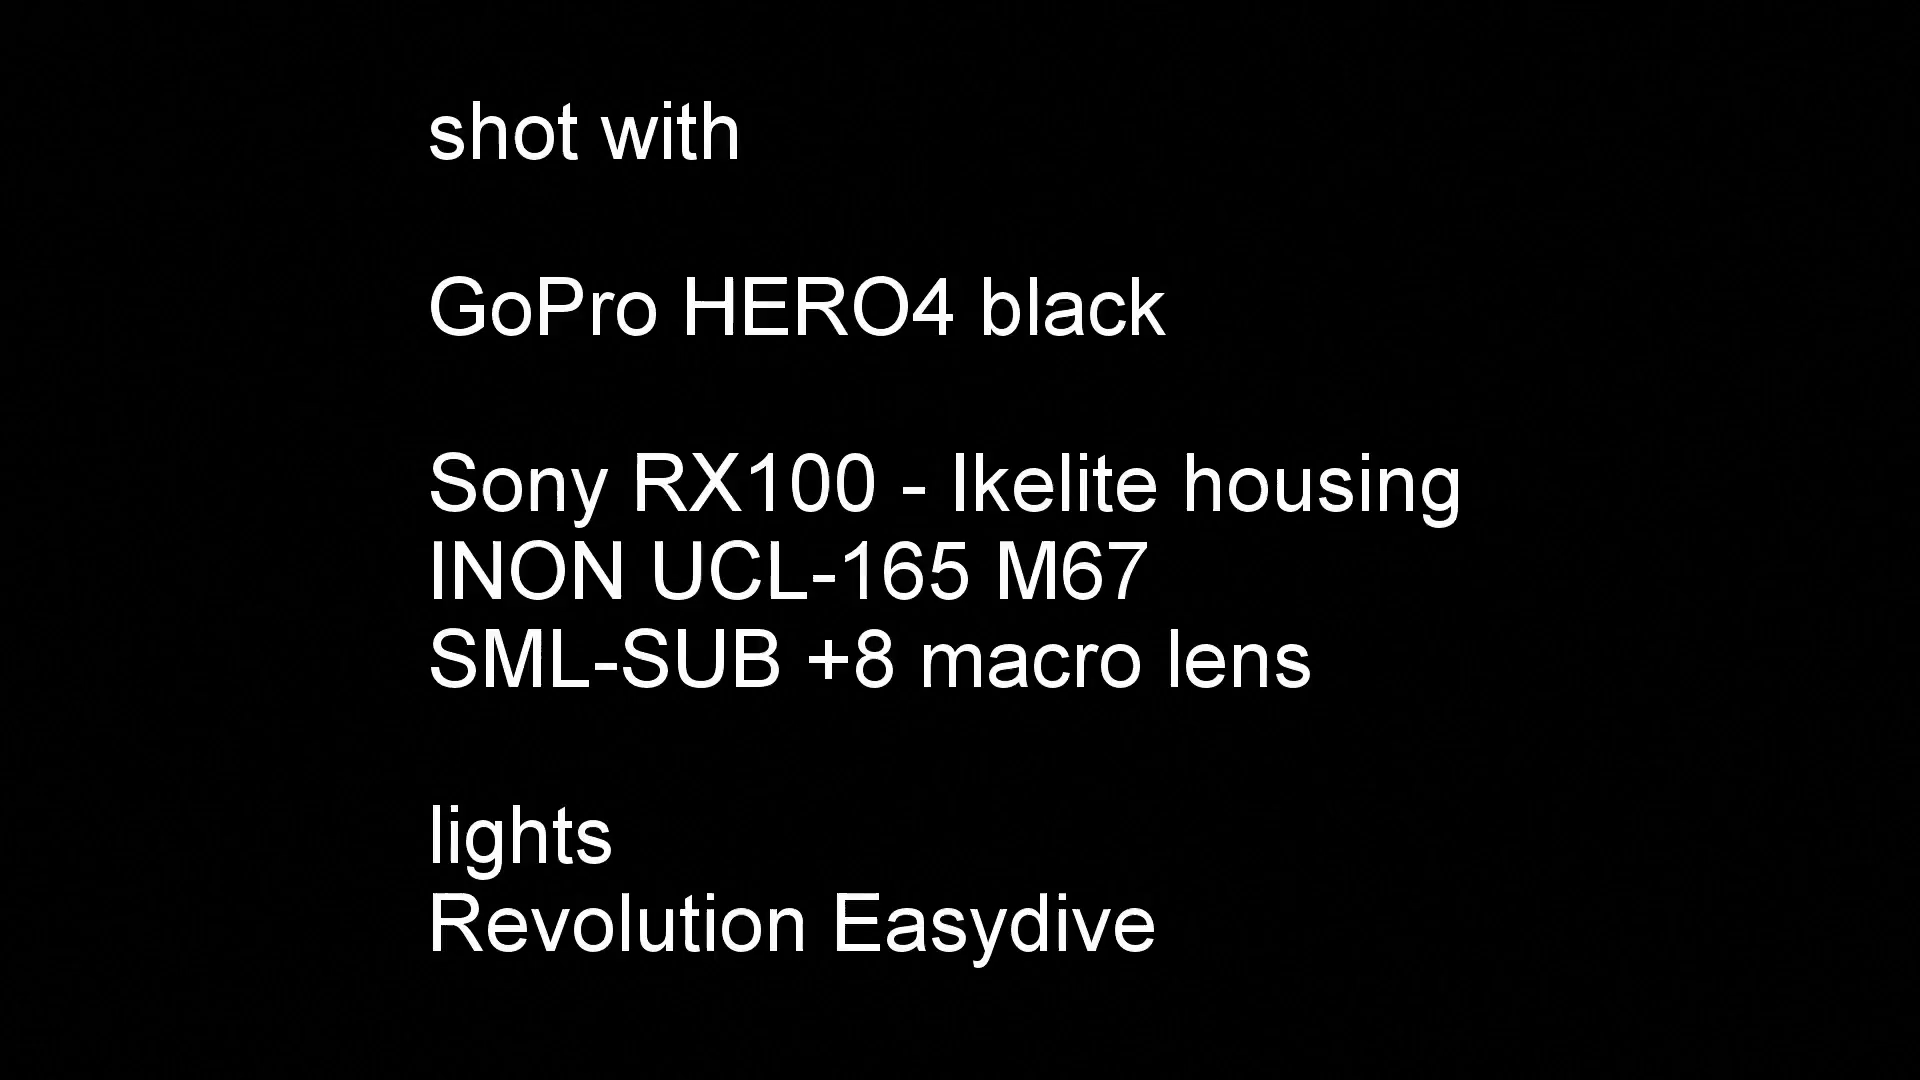 shot with
GoPro HERO4 black
Sony RX100 - Ikelite housing
INON UCL-165 M67
SML-SUB +8 macro lens
lights
Revolution Easydive